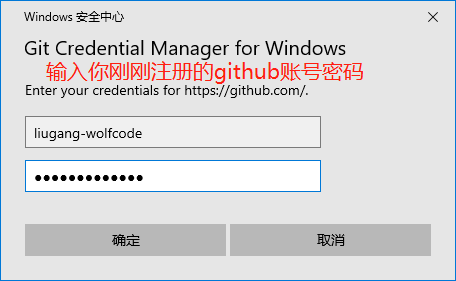 Windows 安全中心
Git Credential Manager for Windows
输入你刚刚注册的github账号密码
Enter your credentials for https://github.com/.
liugang-wolfcode
●●●●●●●●●●●●●
确定
取消